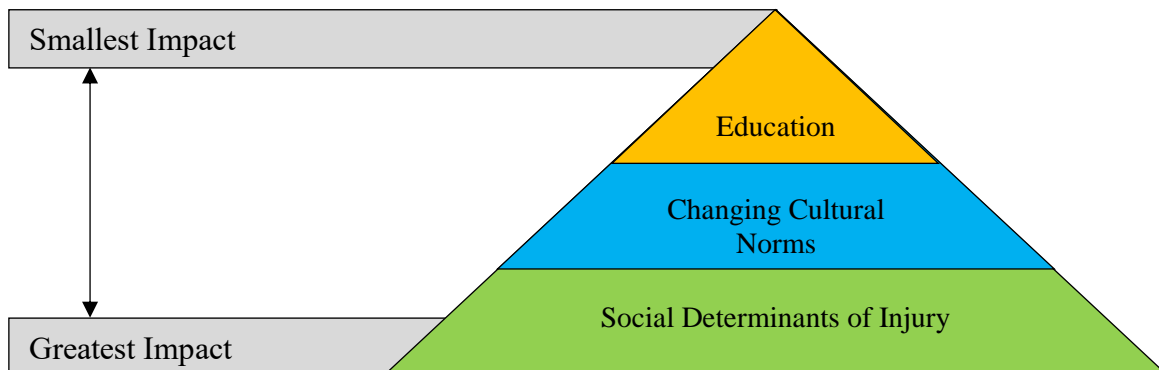 Smallest Impact
Education
Changing Cultural
Norms
Social Determinants of Injury
Greatest Impact